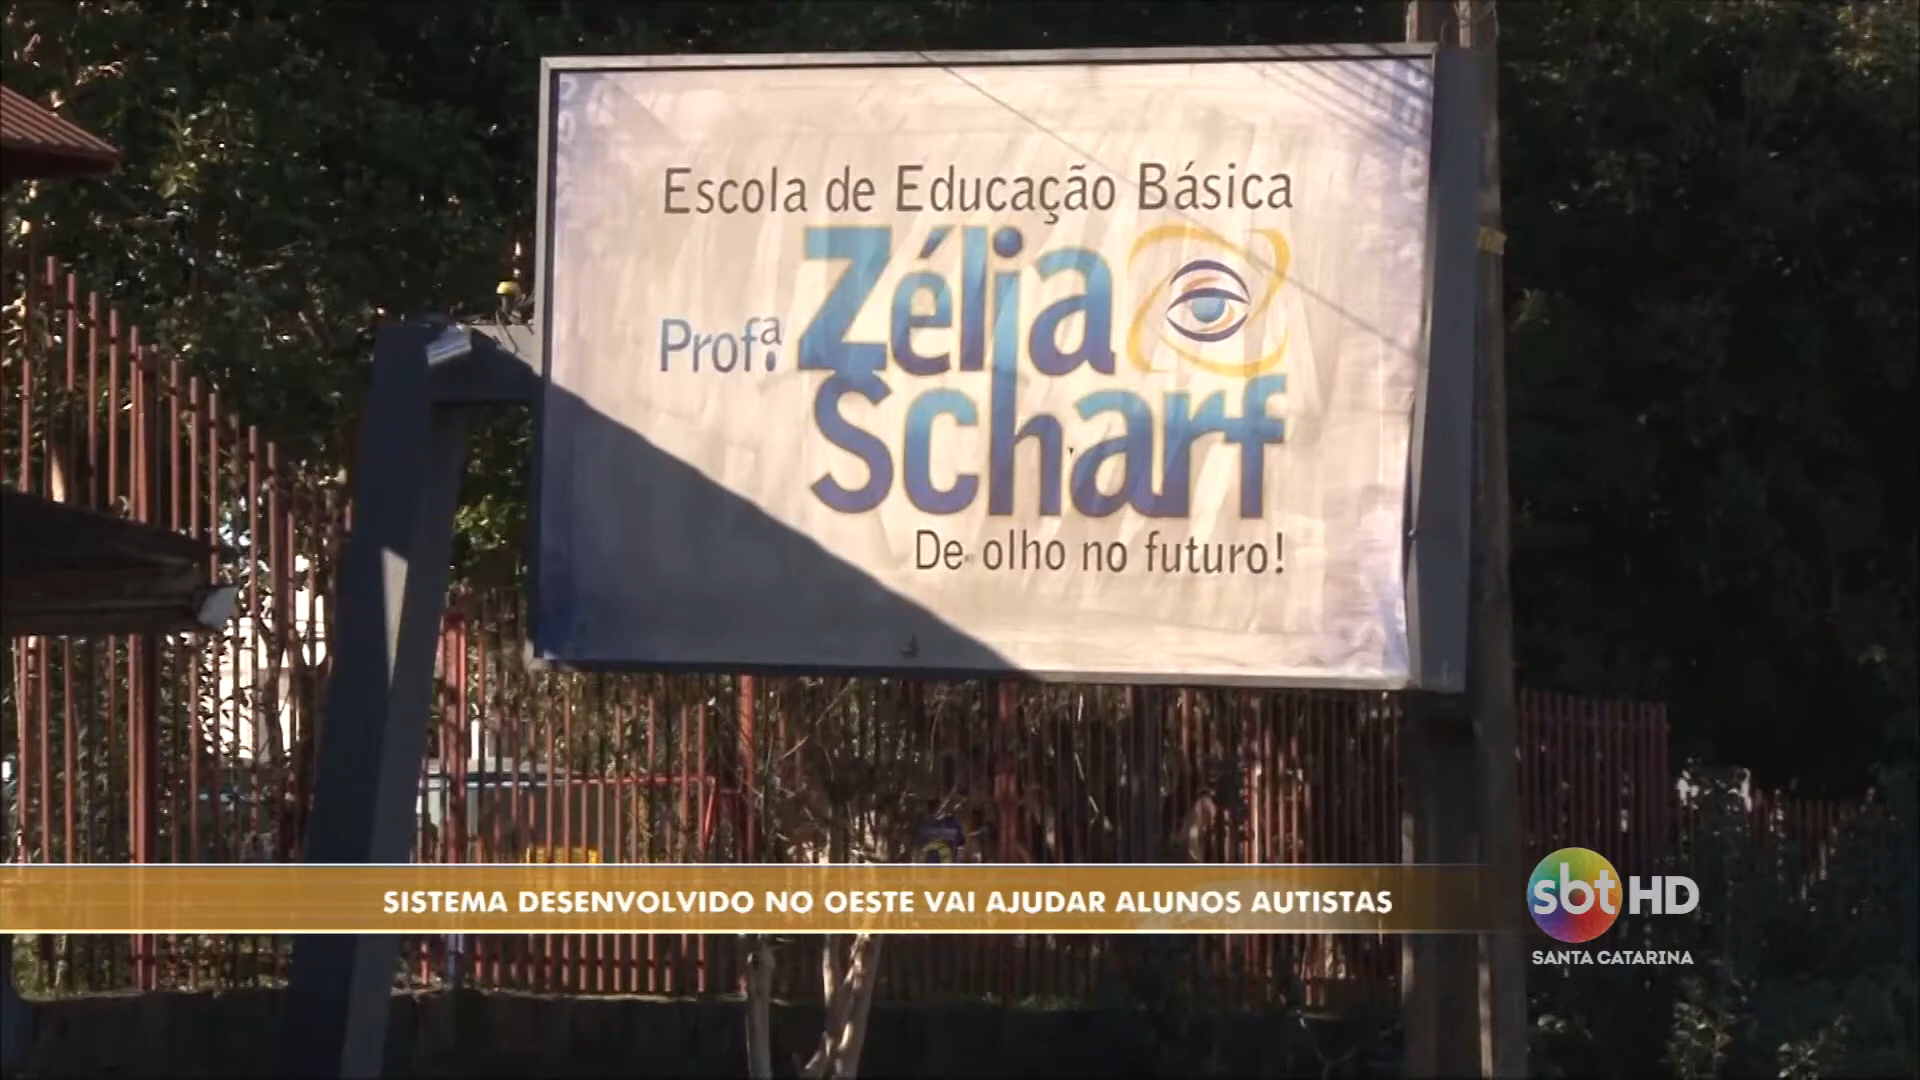 Escola de Educação Básica
Profª. Zélia
Scharf
De olho no futuro!
SISTEMA DESENVOLVIDO NO OESTE VAI AJUDAR ALUNOS AUTISTAS
sbt HD
SANTA CATARINA